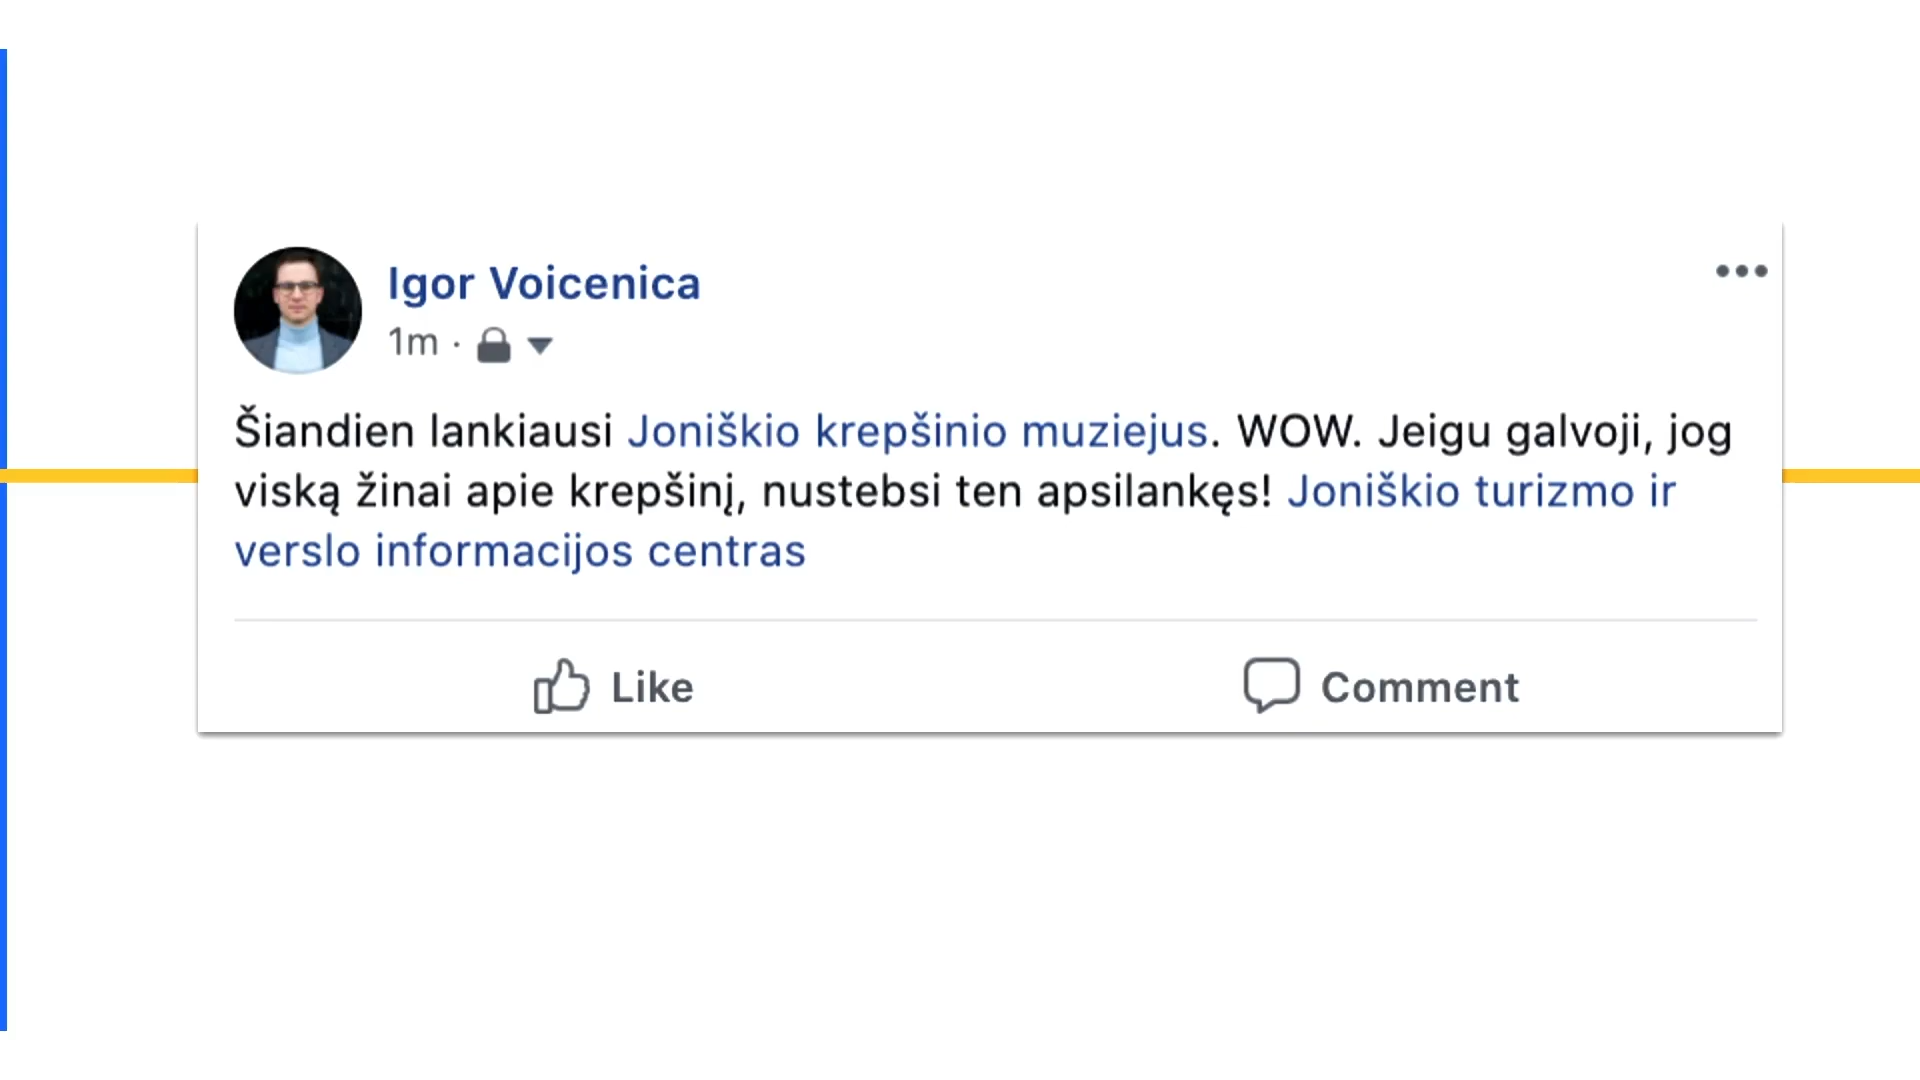 Igor Voicenica
1m ·
Šiandien lankiausi Joniškio krepšinio muziejus. WOW. Jeigu galvoji, jog
viską žinai apie krepšinį, nustebsi ten apsilankęs! Joniškio turizmo ir
verslo informacijos centras
Like Comment